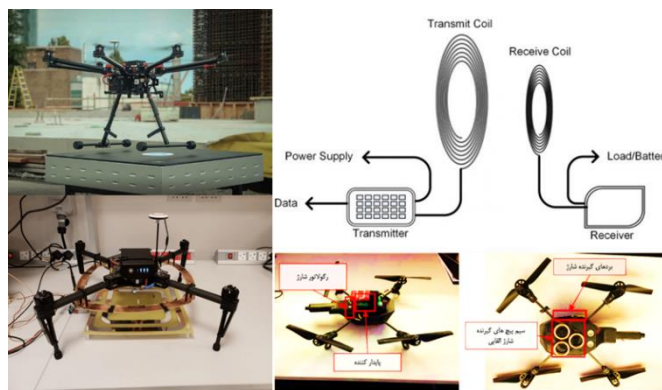 Transmit Coil
Receive Coil
Power Supply
Load/Batter
Data
Transmitter
Receiver
رگولاتور شارژ
پایدار کننده
بردهای گیرنده شارژ
سیم پیچ های گیرنده
شارژ القایی